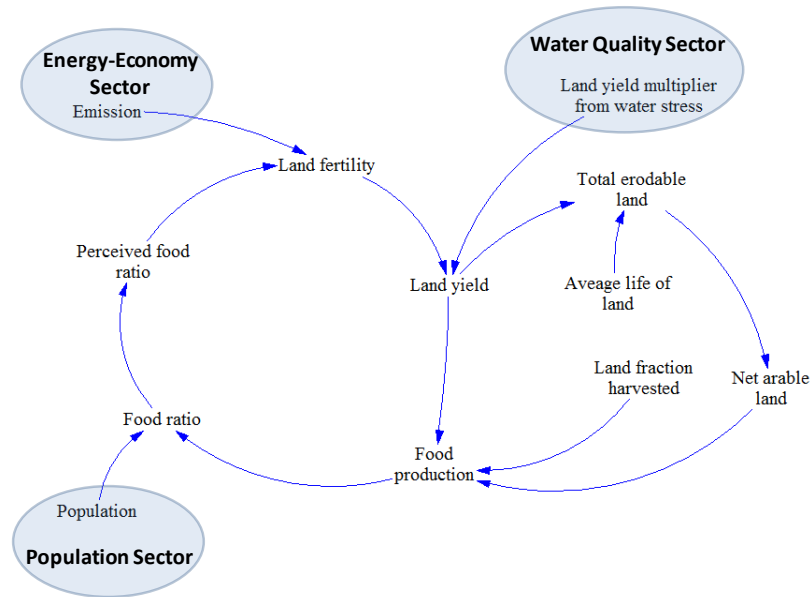 Energy-Economy
Sector
Emission
Water Quality Sector
Land yield multiplier
from water stress
Land fertility
Total erodable
land
Perceived food
ratio
Land yield
Aveage life of
land
Land fraction
harvested
Net arable
land
Food ratio
Food
production
Population
Population Sector